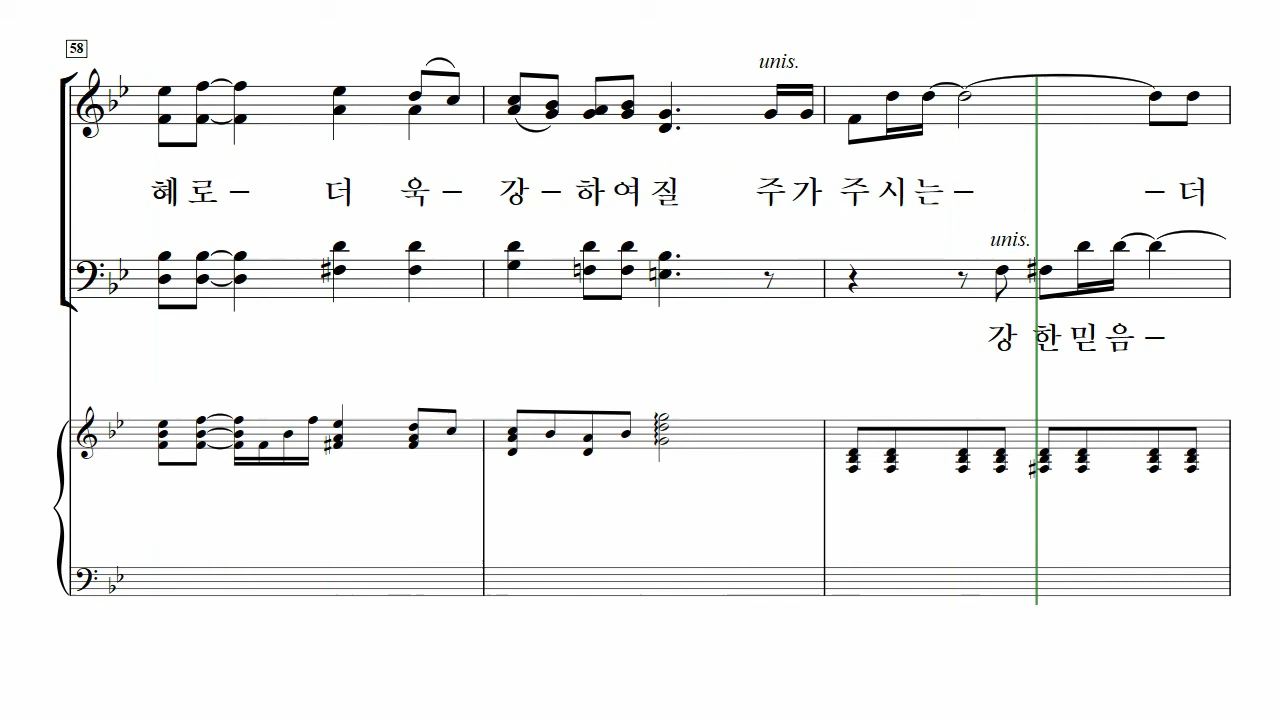 58
unis.
혜 로 – 더 욱 – 강 – 하 여 질 주 가 주 시 는 – – 더
unis.
강 한 믿 음 –